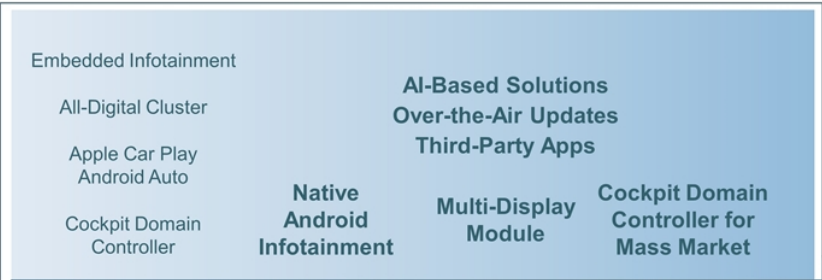 Embedded Infotainment
All-Digital Cluster
Apple Car Play
Android Auto
Cockpit Domain
Controller
AI-Based Solutions
Over-the-Air Updates
Third-Party Apps
Native
Android
Infotainment
Multi-Display
Module
Cockpit Domain
Controller for
Mass Market